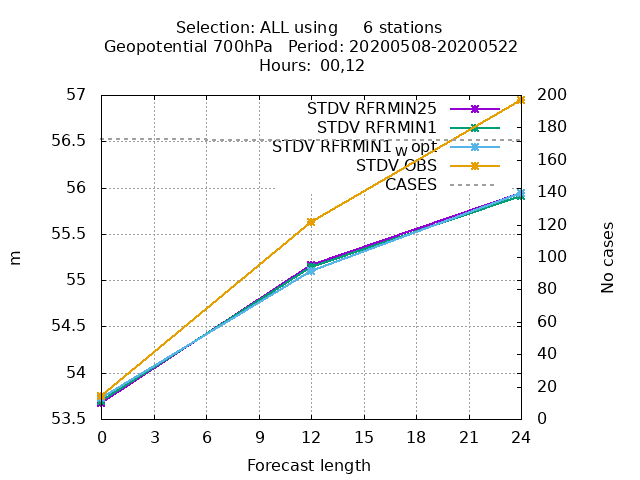 Selection: ALL using 6 stations
Geopotential 700hPa Period: 20200508-20200522
Hours: 00,12
57
56.5
56
55.5
55
54.5
54
53.5
m
200
180
160
140
120
100
80
60
40
20
0
No cases
STDV RFRMIN25
STDV RFRMIN1
STDV RFRMIN1 w opt
STDV OBS
CASES
0 3 6 9 12 15 18 21 24
Forecast length